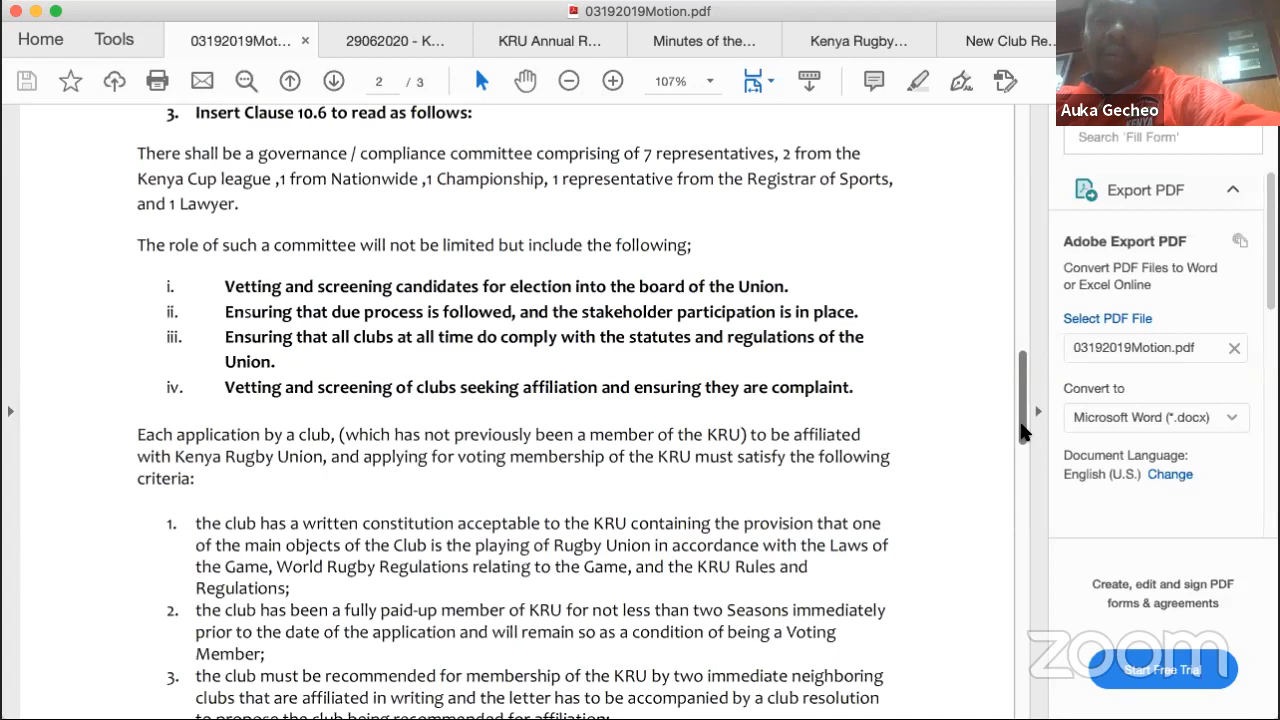 03192019Motion.pdf
Home Tools 03192019Mot... × 29062020 - K... KRU Annual R... Minutes of the... Kenya Rugby... New Club Re...
2 / 3 107%
Auka Gecheo
Search 'Fill Form'
Export PDF
Adobe Export PDF
Convert PDF Files to Word
or Excel Online
Select PDF File
03192019Motion.pdf
Convert to
Microsoft Word (*.docx)
Document Language:
English (U.S.) Change
Create, edit and sign PDF
forms & agreements
Start Free Trial
zoom
3. Insert Clause 10.6 to read as follows:
There shall be a governance / compliance committee comprising of 7 representatives, 2 from the
Kenya Cup league ,1 from Nationwide ,1 Championship, 1 representative from the Registrar of Sports,
and 1 Lawyer.
The role of such a committee will not be limited but include the following;
i. Vetting and screening candidates for election into the board of the Union.
ii. Ensuring that due process is followed, and the stakeholder participation is in place.
iii. Ensuring that all clubs at all time do comply with the statutes and regulations of the
Union.
iv. Vetting and screening of clubs seeking affiliation and ensuring they are complaint.
Each application by a club, (which has not previously been a member of the KRU) to be affiliated
with Kenya Rugby Union, and applying for voting membership of the KRU must satisfy the following
criteria:
1. the club has a written constitution acceptable to the KRU containing the provision that one
of the main objects of the Club is the playing of Rugby Union in accordance with the Laws of
the Game, World Rugby Regulations relating to the Game, and the KRU Rules and
Regulations;
2. the club has been a fully paid-up member of KRU for not less than two Seasons immediately
prior to the date of the application and will remain so as a condition of being a Voting
Member;
3. the club must be recommended for membership of the KRU by two immediate neighboring
clubs that are affiliated in writing and the letter has to be accompanied by a club resolution
to propose the club being recommended for affiliation;